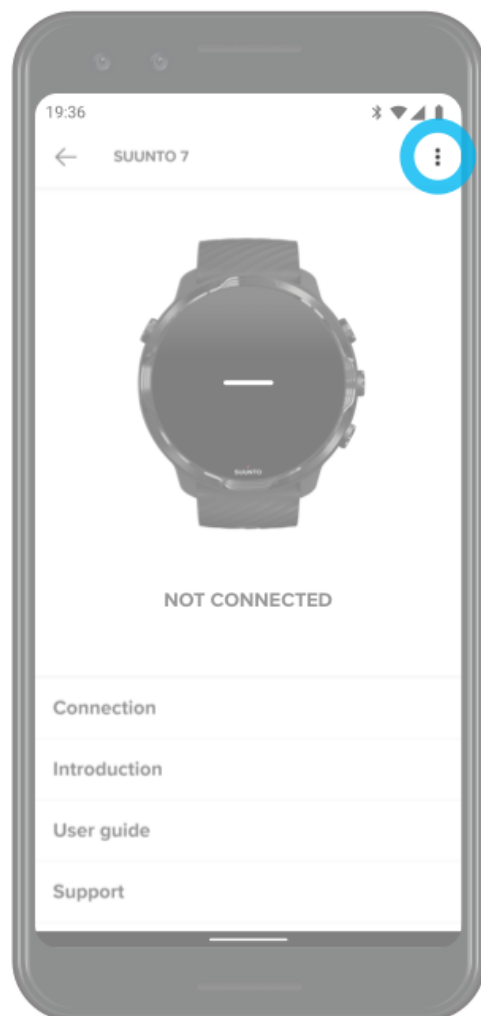 19:36
SUUNTO 7
SUUNTO
NOT CONNECTED
Connection
Introduction
User guide
Support